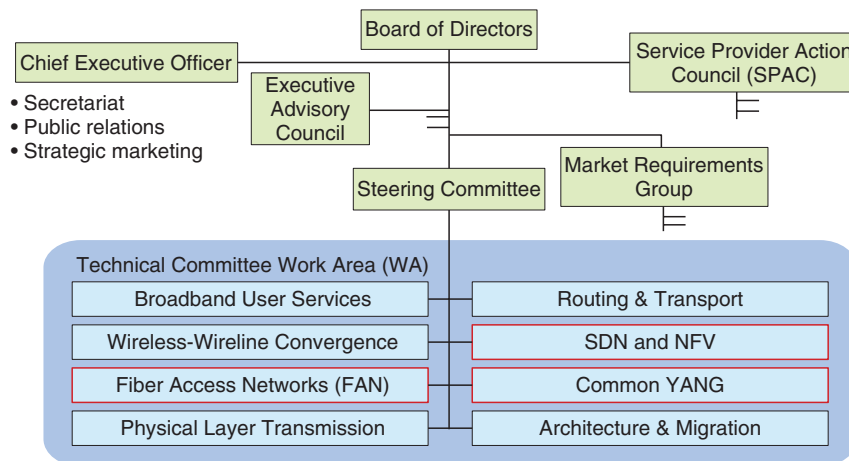 Board of Directors
Chief Executive Officer
Service Provider Action
Council (SPAC)
• Secretariat
• Public relations
• Strategic marketing
Executive
Advisory
Council
Steering Committee
Market Requirements
Group
Technical Committee Work Area (WA)
Broadband User Services
Routing & Transport
Wireless-Wireline Convergence
SDN and NFV
Fiber Access Networks (FAN)
Common YANG
Physical Layer Transmission
Architecture & Migration